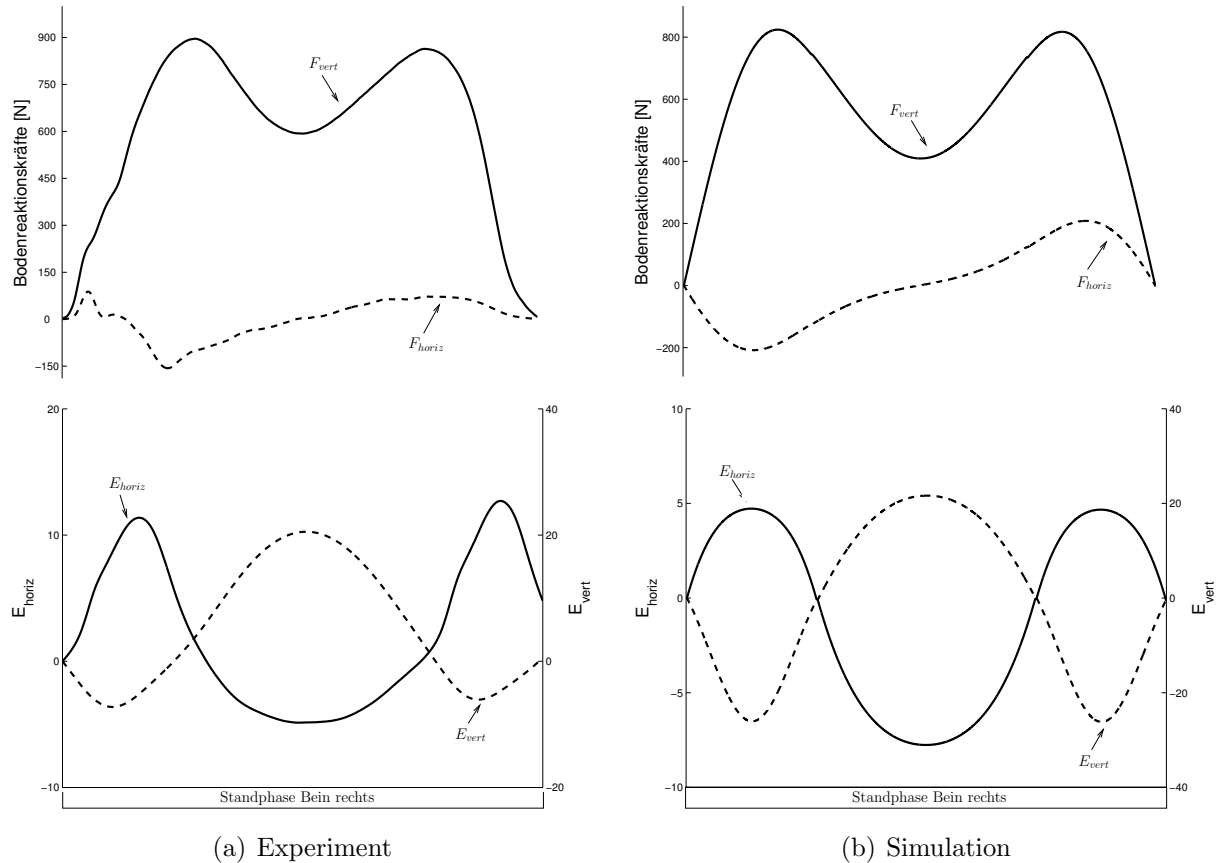 900
750
600
450
300
150
0
−150
Bodenreaktionskräfte [N]
F_vert
F_horiz
800
600
400
200
0
−200
Bodenreaktionskräfte [N]
F_vert
F_horiz
20
10
0
−10
E_horiz
40
20
0
−20
E_vert
E_horiz
E_vert
Standphase Bein rechts
10
5
0
−5
−10
E_horiz
40
20
0
−20
−40
E_vert
E_horiz
E_vert
Standphase Bein rechts
(a) Experiment
(b) Simulation